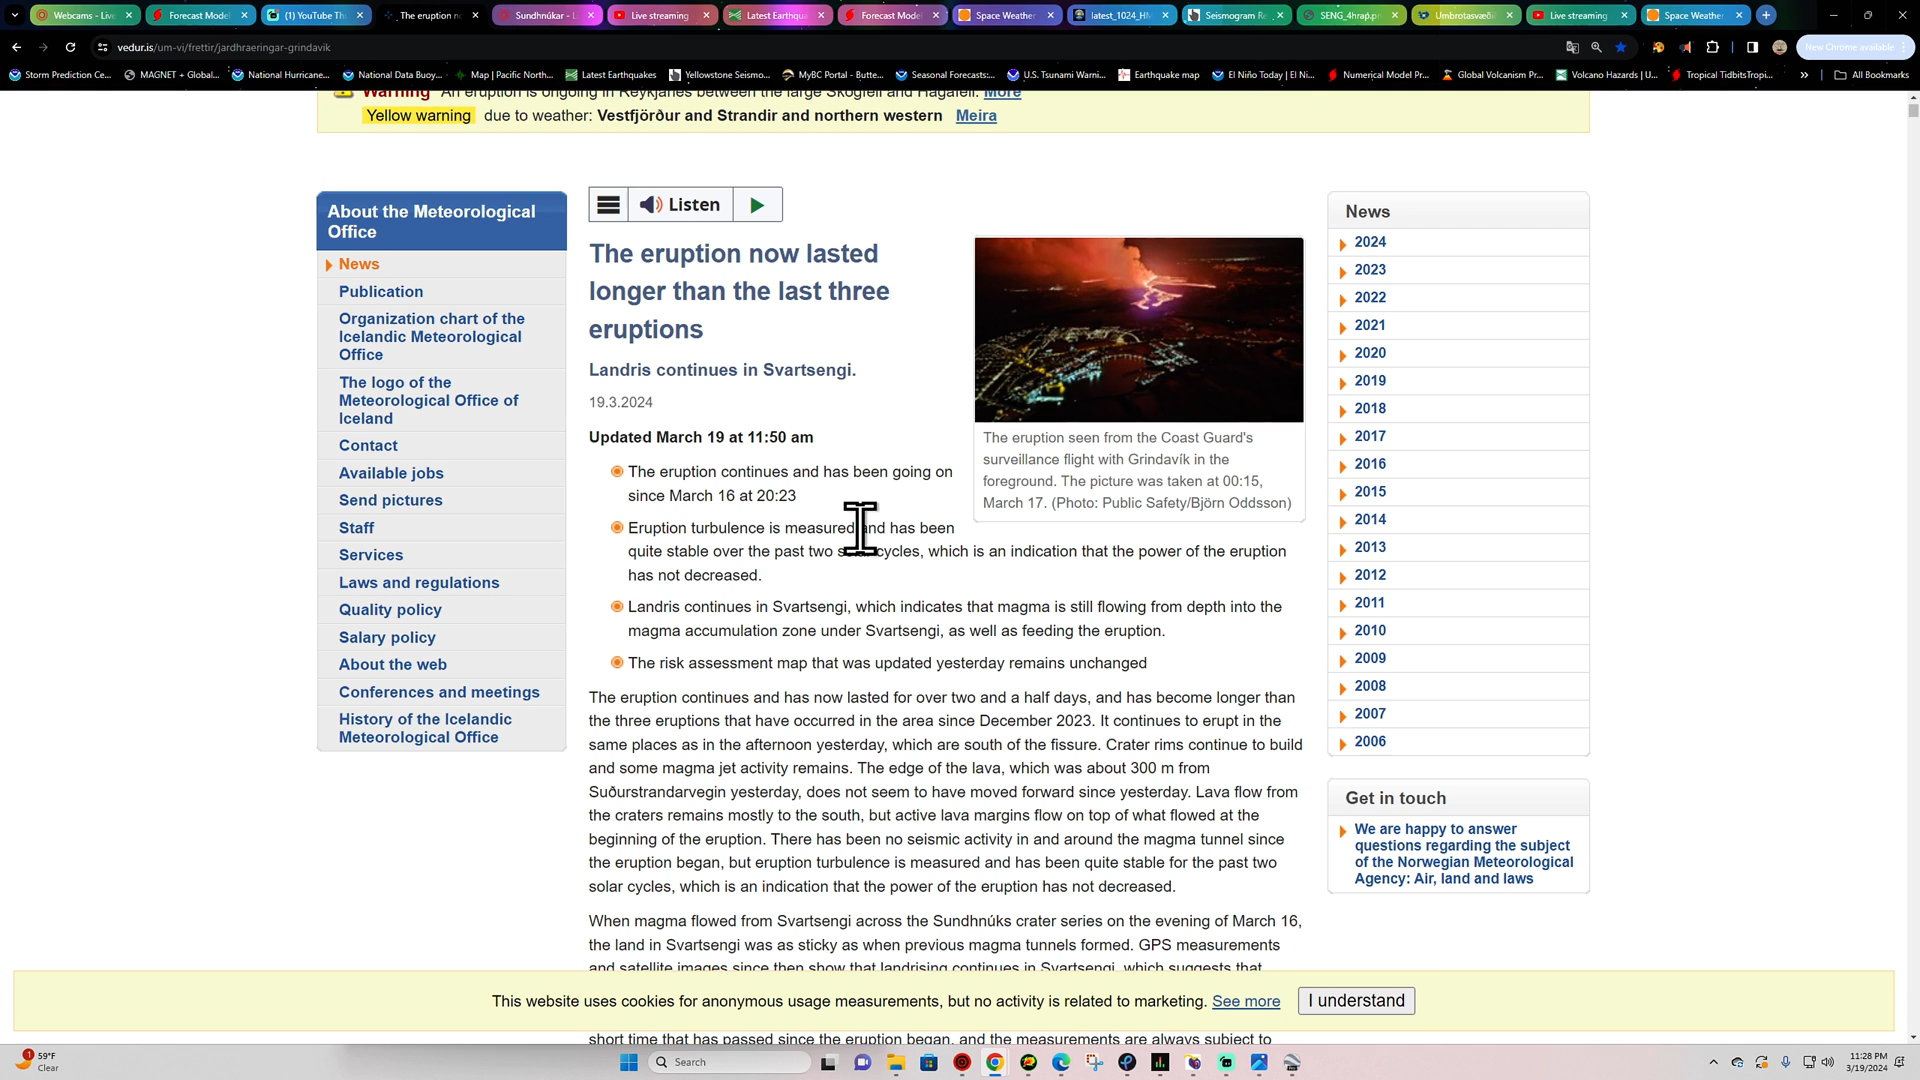 Webcams - Liv
Forecast Model
(1) YouTube Th
The eruption no
Sundhnúkar - L
Live streaming
Latest Earthqua
Forecast Model
Space Weather
latest_1024_HM
Seismogram Re
SENG_4hrap.pn
Umbrotasvæði
Live streaming
Space Weather
vedur.is/um-vi/frettir/jardhraeringar-grindavik
New Chrome available
Storm Prediction Ce...
MAGNET + Global...
National Hurricane...
National Data Buoy...
Map | Pacific North...
Latest Earthquakes
Yellowstone Seismo...
MyBC Portal - Butte...
Seasonal Forecasts:...
U.S. Tsunami Warni...
Earthquake map
El Niño Today | El Ni...
Numerical Model Pr...
Global Volcanism Pr...
Volcano Hazards | U...
Tropical TidbitsTropi...
All Bookmarks
Warning An eruption is ongoing in Reykjanes between the large Skógfell and Hagafell. More
Yellow warning due to weather: Vestfjörður and Strandir and northern western Meira
About the Meteorological
Office
News
Publication
Organization chart of the
Icelandic Meteorological
Office
The logo of the
Meteorological Office of
Iceland
Contact
Available jobs
Send pictures
Staff
Services
Laws and regulations
Quality policy
Salary policy
About the web
Conferences and meetings
History of the Icelandic
Meteorological Office
Listen
The eruption now lasted
longer than the last three
eruptions
Landris continues in Svartsengi.
19.3.2024
Updated March 19 at 11:50 am
The eruption continues and has been going on
since March 16 at 20:23
Eruption turbulence is measured and has been
quite stable over the past two solar cycles, which is an indication that the power of the eruption
has not decreased.
Landris continues in Svartsengi, which indicates that magma is still flowing from depth into the
magma accumulation zone under Svartsengi, as well as feeding the eruption.
The risk assessment map that was updated yesterday remains unchanged
The eruption seen from the Coast Guard's
surveillance flight with Grindavík in the
foreground. The picture was taken at 00:15,
March 17. (Photo: Public Safety/Björn Oddsson)
The eruption continues and has now lasted for over two and a half days, and has become longer than
the three eruptions that have occurred in the area since December 2023. It continues to erupt in the
same places as in the afternoon yesterday, which are south of the fissure. Crater rims continue to build
and some magma jet activity remains. The edge of the lava, which was about 300 m from
Suðurstrandarvegin yesterday, does not seem to have moved forward since yesterday. Lava flow from
the craters remains mostly to the south, but active lava margins flow on top of what flowed at the
beginning of the eruption. There has been no seismic activity in and around the magma tunnel since
the eruption began, but eruption turbulence is measured and has been quite stable for the past two
solar cycles, which is an indication that the power of the eruption has not decreased.
When magma flowed from Svartsengi across the Sundhnúks crater series on the evening of March 16,
the land in Svartsengi was as sticky as when previous magma tunnels formed. GPS measurements
and satellite images since then show that landrising continues in Svartsengi, which suggests that
short time that has passed since the eruption began, and the measurements are always subject to
News
2024
2023
2022
2021
2020
2019
2018
2017
2016
2015
2014
2013
2012
2011
2010
2009
2008
2007
2006
Get in touch
We are happy to answer
questions regarding the subject
of the Norwegian Meteorological
Agency: Air, land and laws
This website uses cookies for anonymous usage measurements, but no activity is related to marketing. See more
I understand
1
59°F
Clear
Search
11:28 PM
3/19/2024